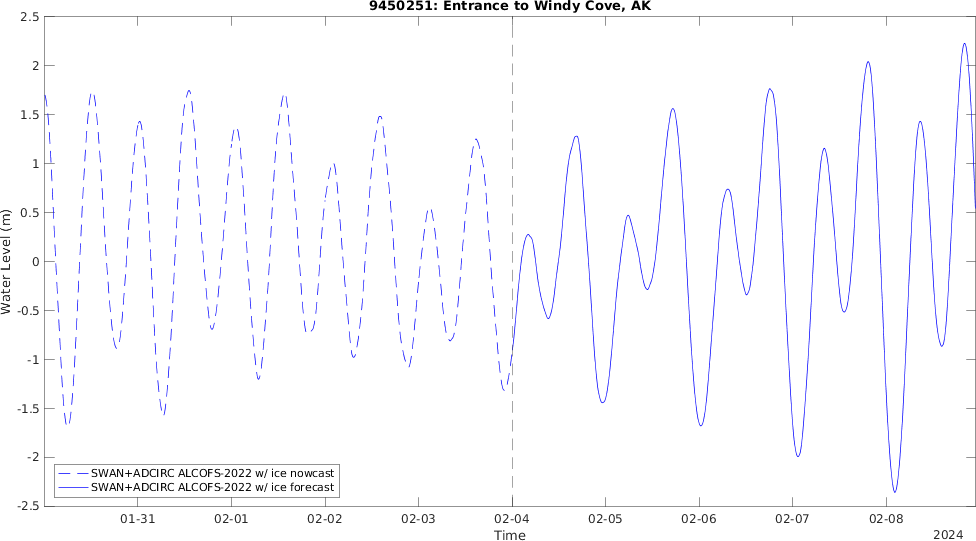 9450251: Entrance to Windy Cove, AK
2.5
2
1.5
1
0.5
0
-0.5
-1
-1.5
-2
-2.5
Water Level (m)
SWAN+ADCIRC ALCOFS-2022 w/ ice nowcast
SWAN+ADCIRC ALCOFS-2022 w/ ice forecast
01-31 02-01 02-02 02-03 02-04 02-05 02-06 02-07 02-08
Time
2024